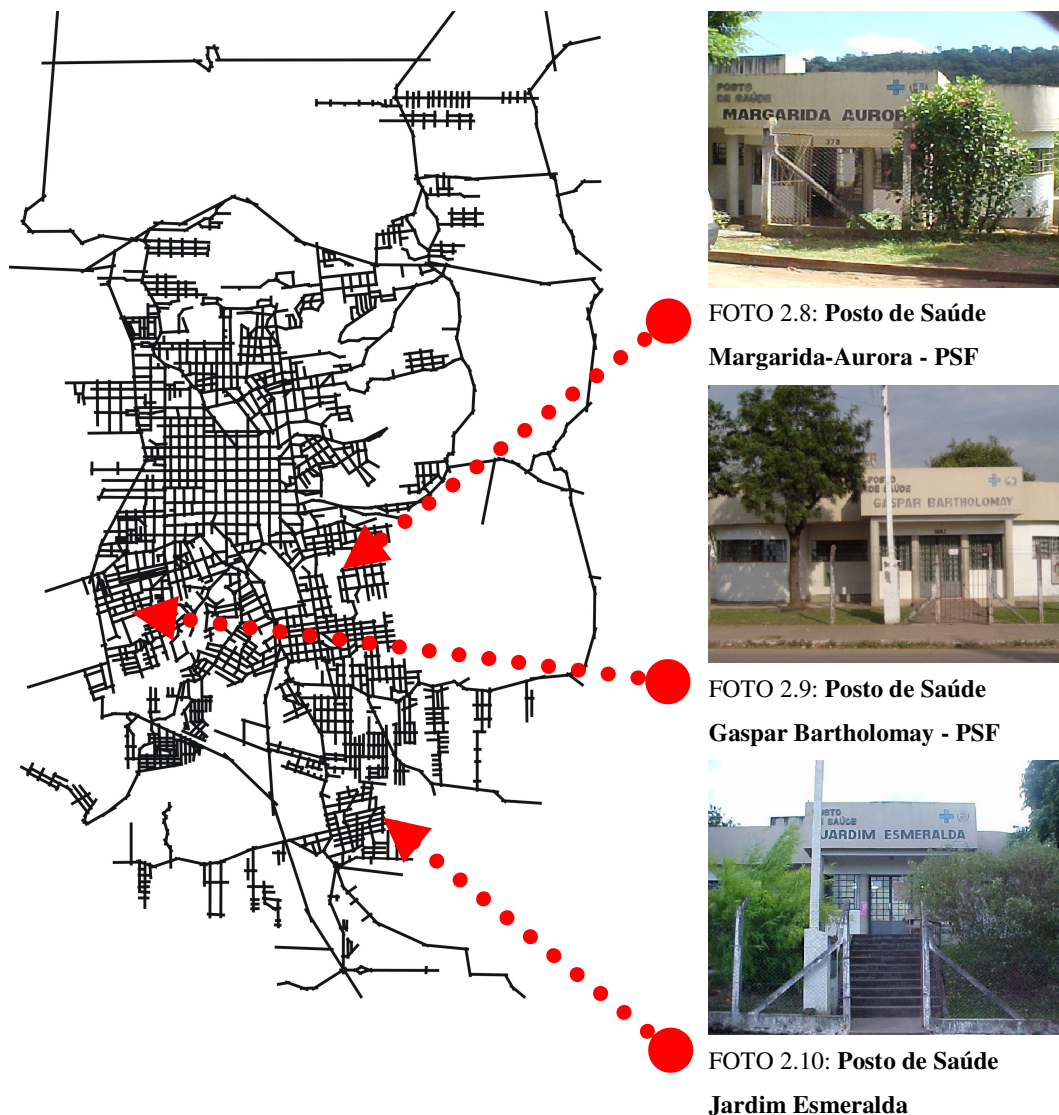 POSTO
DE SAÚDE
MARGARIDA AUROR
378
FOTO 2.8: Posto de Saúde
Margarida-Aurora - PSF
POSTO
DE SAÚDE
GASPAR BARTHOLOMAY
FOTO 2.9: Posto de Saúde
Gaspar Bartholomay - PSF
POSTO
DE SAÚDE
JARDIM ESMERALDA
FOTO 2.10: Posto de Saúde
Jardim Esmeralda